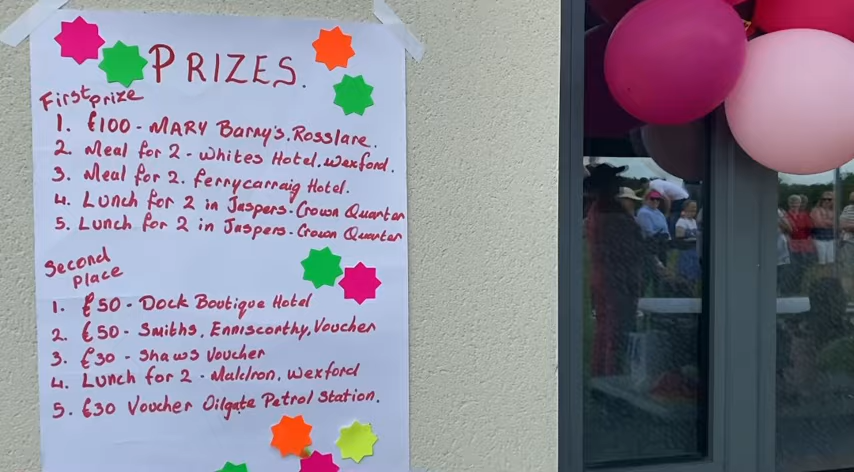 PRIZES.
First prize
1. €100 - MARY Barry's. Rosslare.
2. Meal for 2 - Whites Hotel. Wexford.
3. Meal for 2. Ferrycarraig Hotel.
4. Lunch for 2 in Jaspers - Crown Quarter
5. Lunch for 2 in Jaspers - Crown Quarter
Second place
1. €50 - Dock Boutique Hotel
2. €50 - Smiths, Enniscorthy, Voucher
3. €30 - Shaws Voucher
4. Lunch for 2 - Maldron, Wexford
5. €30 Voucher Oilgate Petrol Station.